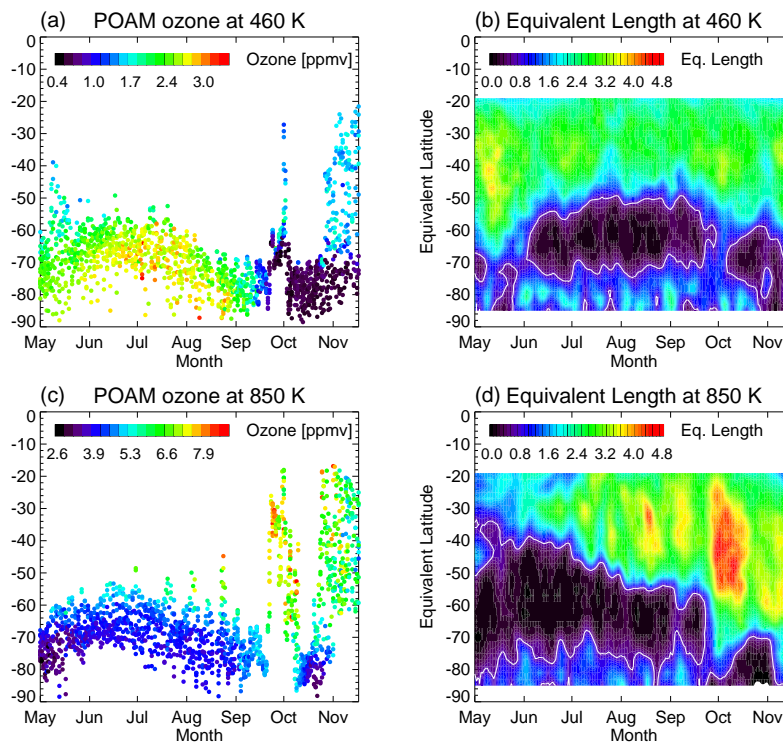 (a) POAM ozone at 460 K
Ozone [ppmv]
0.4 1.0 1.7 2.4 3.0
0
-10
-20
-30
-40
-50
-60
-70
-80
-90
May Jun Jul Aug Sep Oct Nov
Month
(b) Equivalent Length at 460 K
Eq. Length
0.0 0.8 1.6 2.4 3.2 4.0 4.8
Equivalent Latitude
0
-10
-20
-30
-40
-50
-60
-70
-80
-90
May Jun Jul Aug Sep Oct Nov
Month
(c) POAM ozone at 850 K
Ozone [ppmv]
2.6 3.9 5.3 6.6 7.9
0
-10
-20
-30
-40
-50
-60
-70
-80
-90
May Jun Jul Aug Sep Oct Nov
Month
(d) Equivalent Length at 850 K
Eq. Length
0.0 0.8 1.6 2.4 3.2 4.0 4.8
Equivalent Latitude
0
-10
-20
-30
-40
-50
-60
-70
-80
-90
May Jun Jul Aug Sep Oct Nov
Month